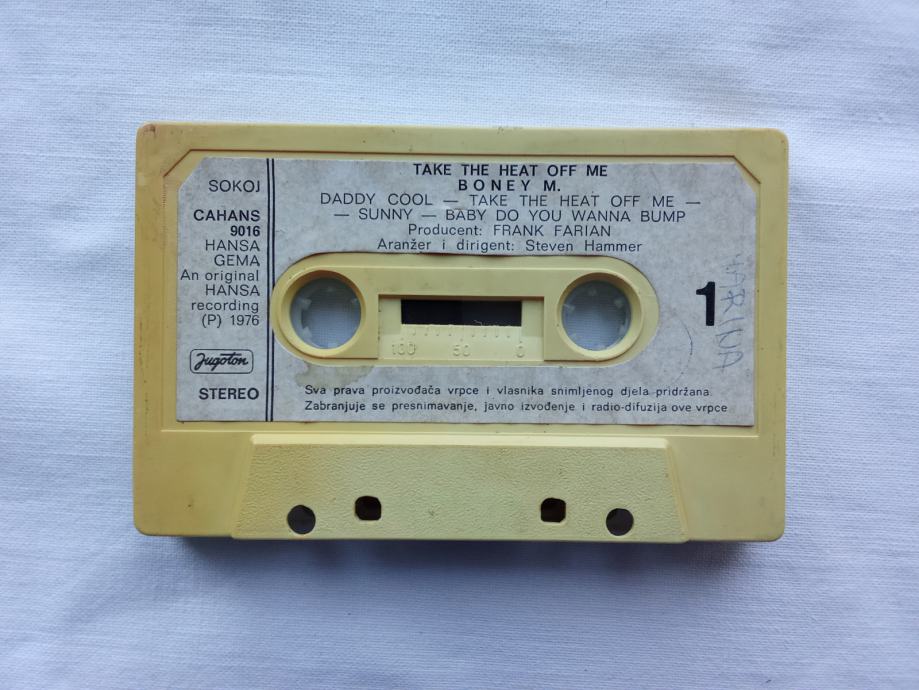 TAKE THE HEAT OFF ME
BONEY M.
DADDY COOL — TAKE THE HEAT OFF ME —
— SUNNY — BABY DO YOU WANNA BUMP
Producent: FRANK FARIAN
Aranžer i dirigent: Steven Hammer
SOKOJ
CAHANS
9016
HANSA
GEMA
An original
HANSA
recording
(P) 1976
Jugoton
STEREO
100 50 0
1
MARINA
Sva prava proizvođača vrpce i vlasnika snimljenog djela pridržana
Zabranjuje se presnimavanje, javno izvođenje i radio-difuzija ove vrpce